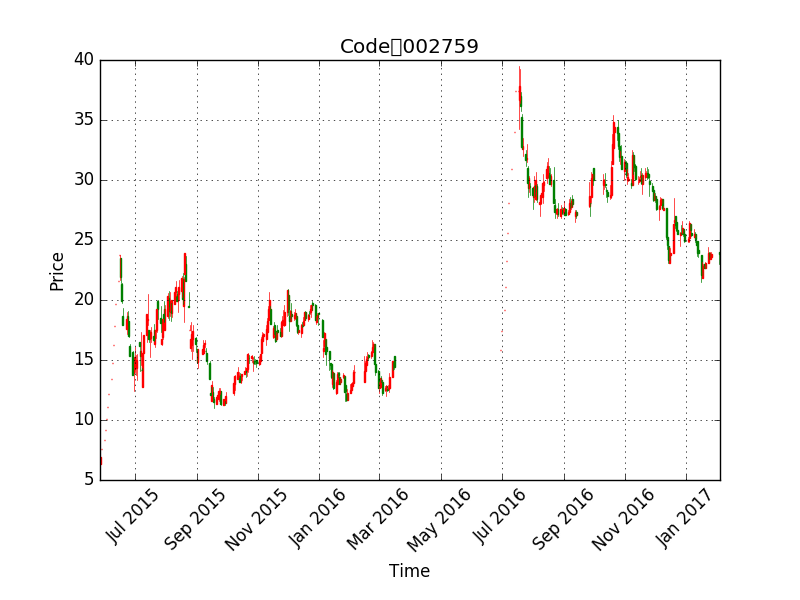 Code▯002759
40
35
30
25
20
15
10
5
Price
Jul 2015
Sep 2015
Nov 2015
Jan 2016
Mar 2016
May 2016
Jul 2016
Sep 2016
Nov 2016
Jan 2017
Time